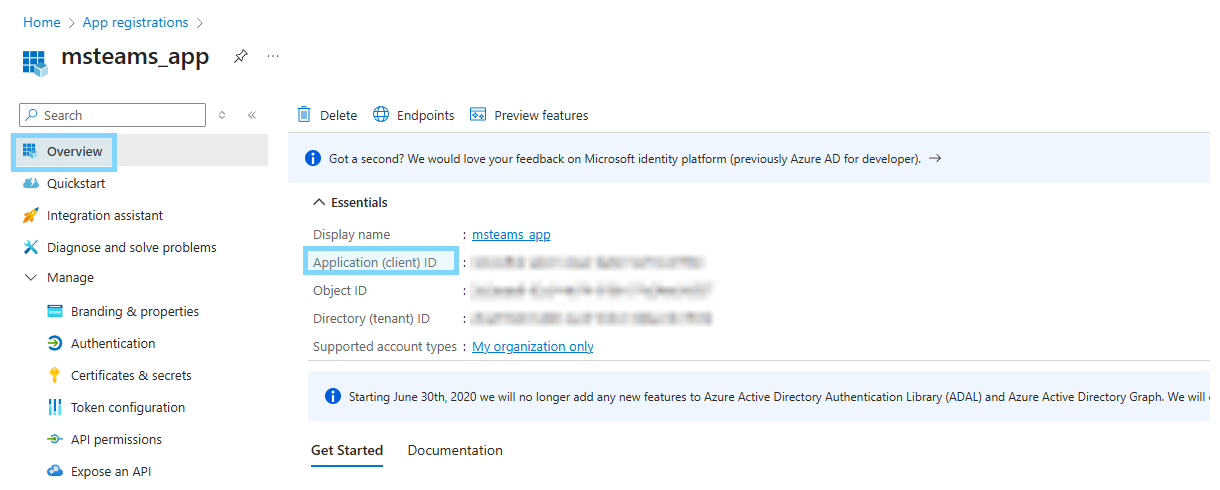 Home > App registrations >
msteams_app
Search
Delete Endpoints Preview features
Overview
Got a second? We would love your feedback on Microsoft identity platform (previously Azure AD for developer). →
Quickstart
Essentials
Integration assistant
Display name : msteams_app
Diagnose and solve problems
Application (client) ID :
Manage
Object ID :
Branding & properties
Directory (tenant) ID :
Authentication
Supported account types : My organization only
Certificates & secrets
Starting June 30th, 2020 we will no longer add any new features to Azure Active Directory Authentication Library (ADAL) and Azure Active Directory Graph. We will
Token configuration
API permissions
Get Started Documentation
Expose an API